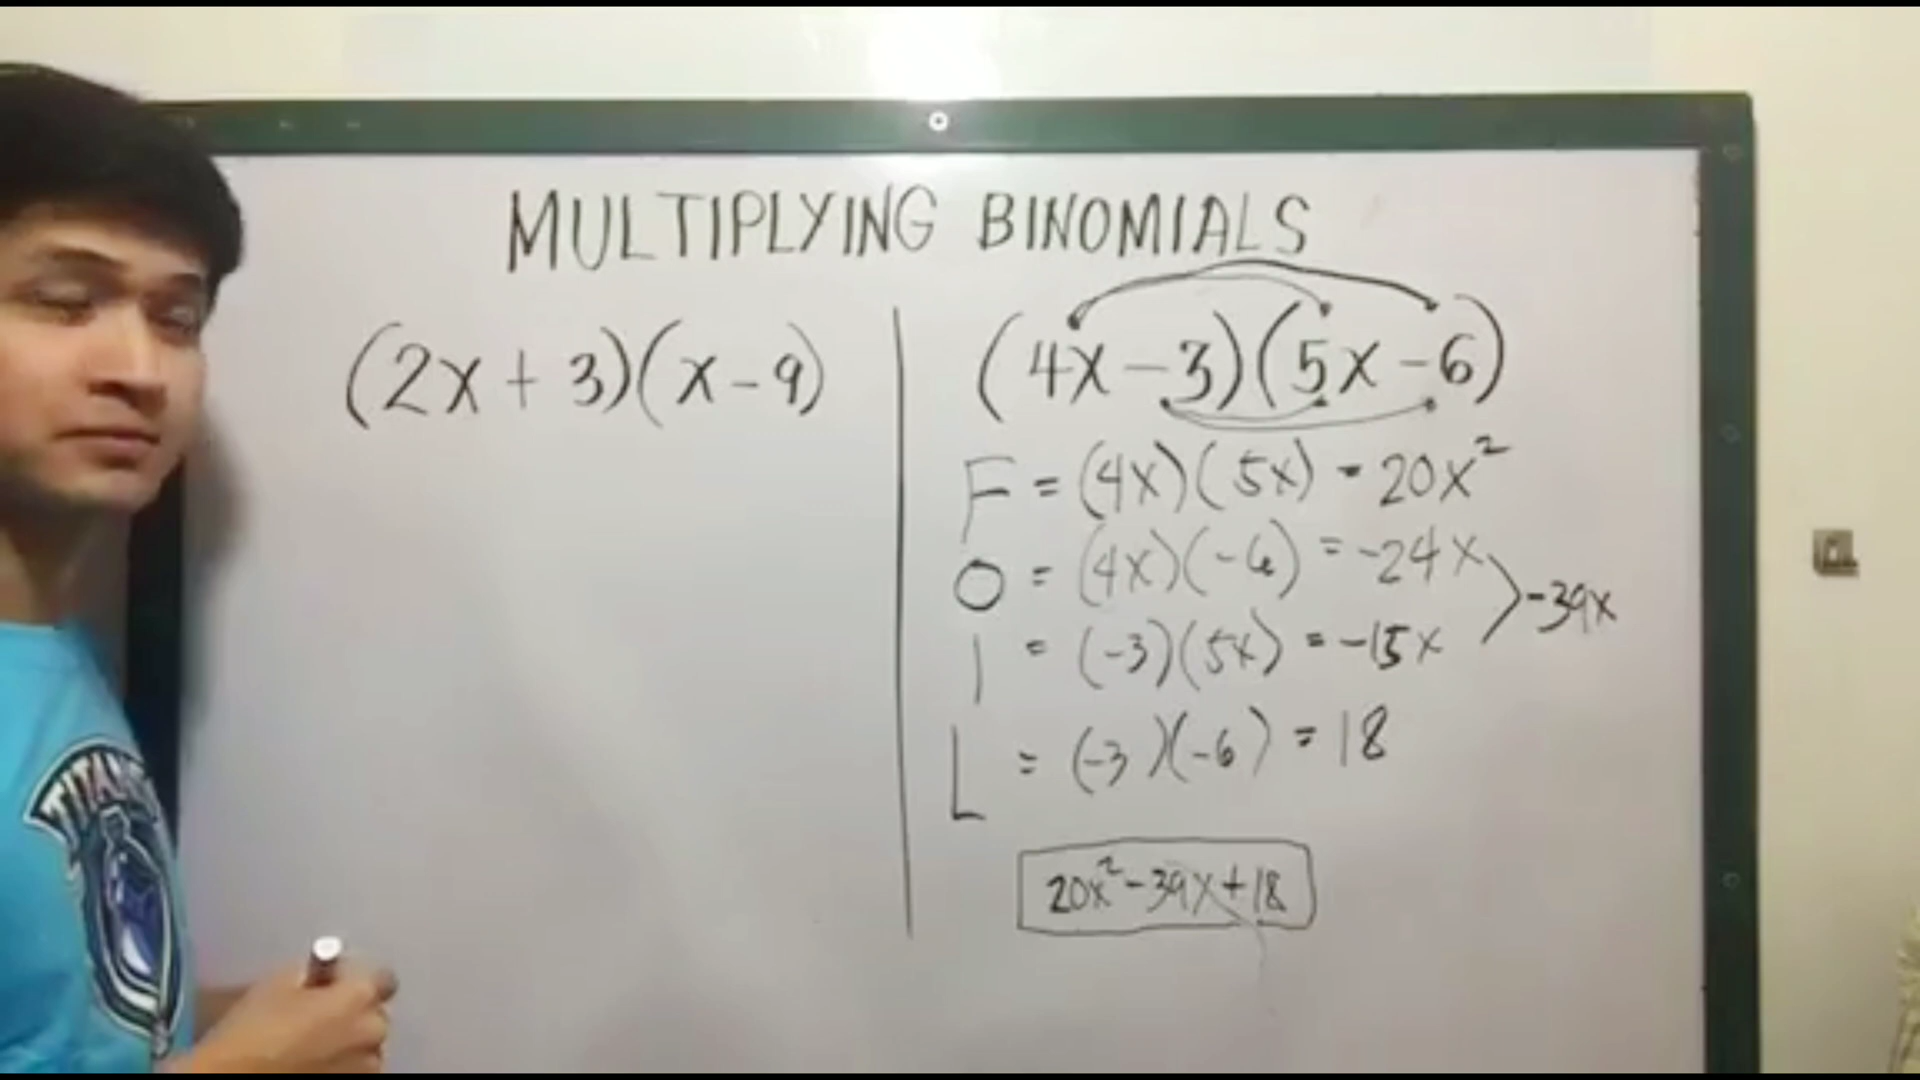 MULTIPLYING BINOMIALS
(2x + 3)(x - 9)
(4x - 3)(5x - 6)
F = (4x)(5x) - 20x²
O = (4x)(-6) = -24x
I = (-3)(5x) = -15x
-39x
L = (-3)(-6) = 18
20x² - 39x + 18
TITANS